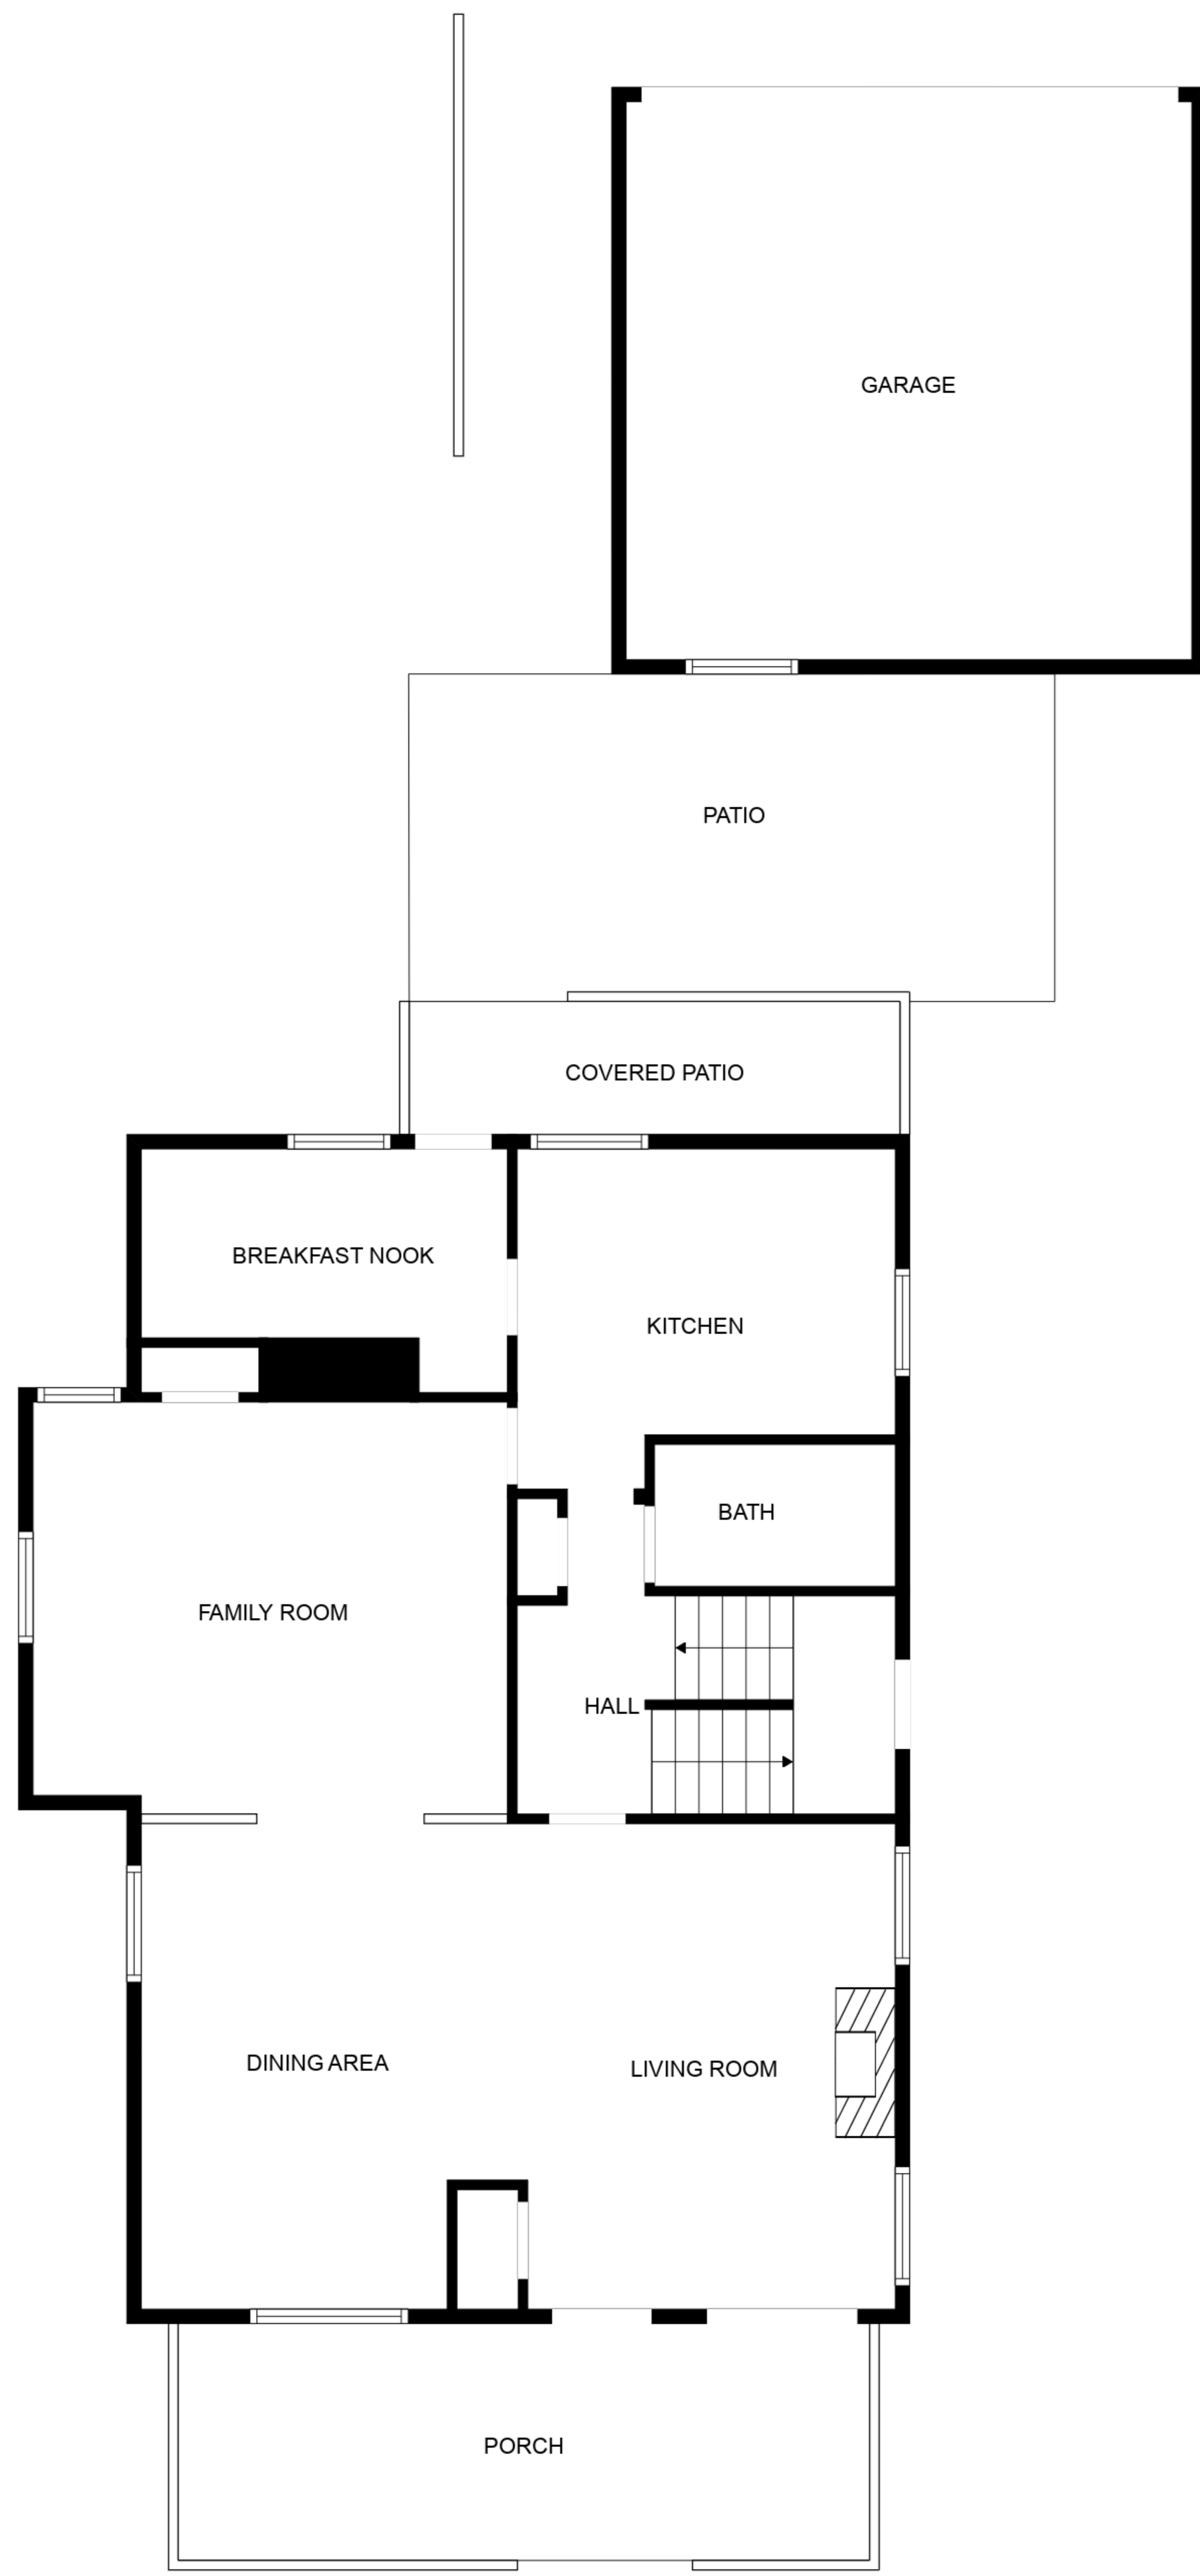 GARAGE
PATIO
COVERED PATIO
BREAKFAST NOOK
KITCHEN
BATH
FAMILY ROOM
HALL
DINING AREA
LIVING ROOM
PORCH